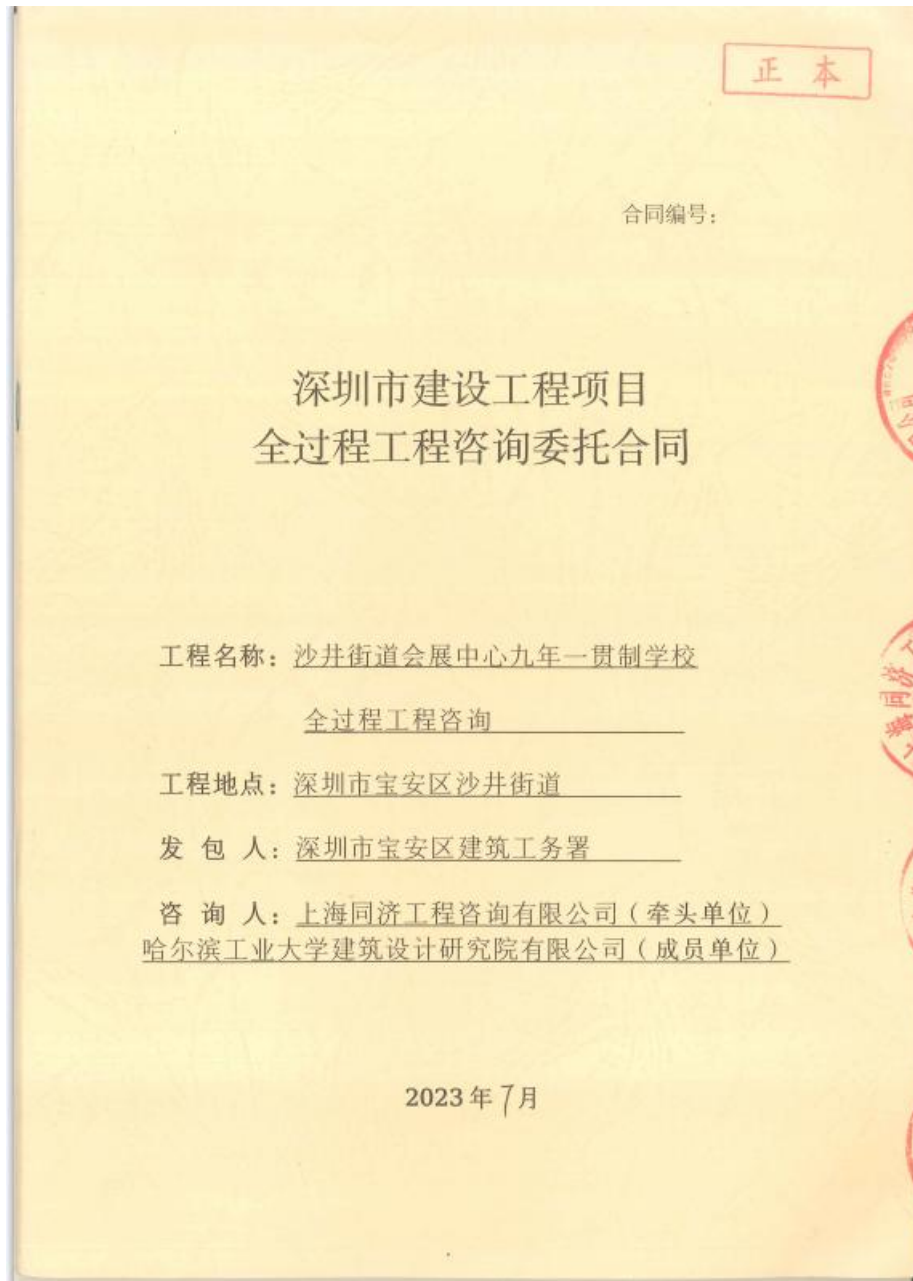 正 本
合同编号：
深圳市建设工程项目
全过程工程咨询委托合同
工程名称：沙井街道会展中心九年一贯制学校
全过程工程咨询
工程地点：深圳市宝安区沙井街道
发 包 人：深圳市宝安区建筑工务署
咨 询 人：上海同济工程咨询有限公司（牵头单位）
哈尔滨工业大学建筑设计研究院有限公司（成员单位）
2023 年 7 月